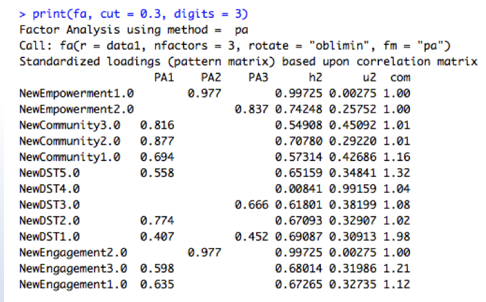 > print(fa, cut = 0.3, digits = 3)
Factor Analysis using method =  pa
Call: fa(r = data1, nfactors = 3, rotate = "oblimin", fm = "pa")
Standardized loadings (pattern matrix) based upon correlation matrix
                  PA1    PA2    PA3      h2      u2  com
NewEmpowerment1.0        0.977        0.99725 0.00275 1.00
NewEmpowerment2.0               0.837 0.74248 0.25752 1.00
NewCommunity3.0  0.816                0.54908 0.45092 1.01
NewCommunity2.0  0.877                0.70780 0.29220 1.01
NewCommunity1.0  0.694                0.57314 0.42686 1.16
NewDST5.0        0.558                0.65159 0.34841 1.32
NewDST4.0                             0.00841 0.99159 1.04
NewDST3.0                       0.666 0.61801 0.38199 1.08
NewDST2.0        0.774                0.67093 0.32907 1.02
NewDST1.0        0.407          0.452 0.69087 0.30913 1.98
NewEngagement2.0         0.977        0.99725 0.00275 1.00
NewEngagement3.0 0.598                0.68014 0.31986 1.21
NewEngagement1.0 0.635                0.67265 0.32735 1.12